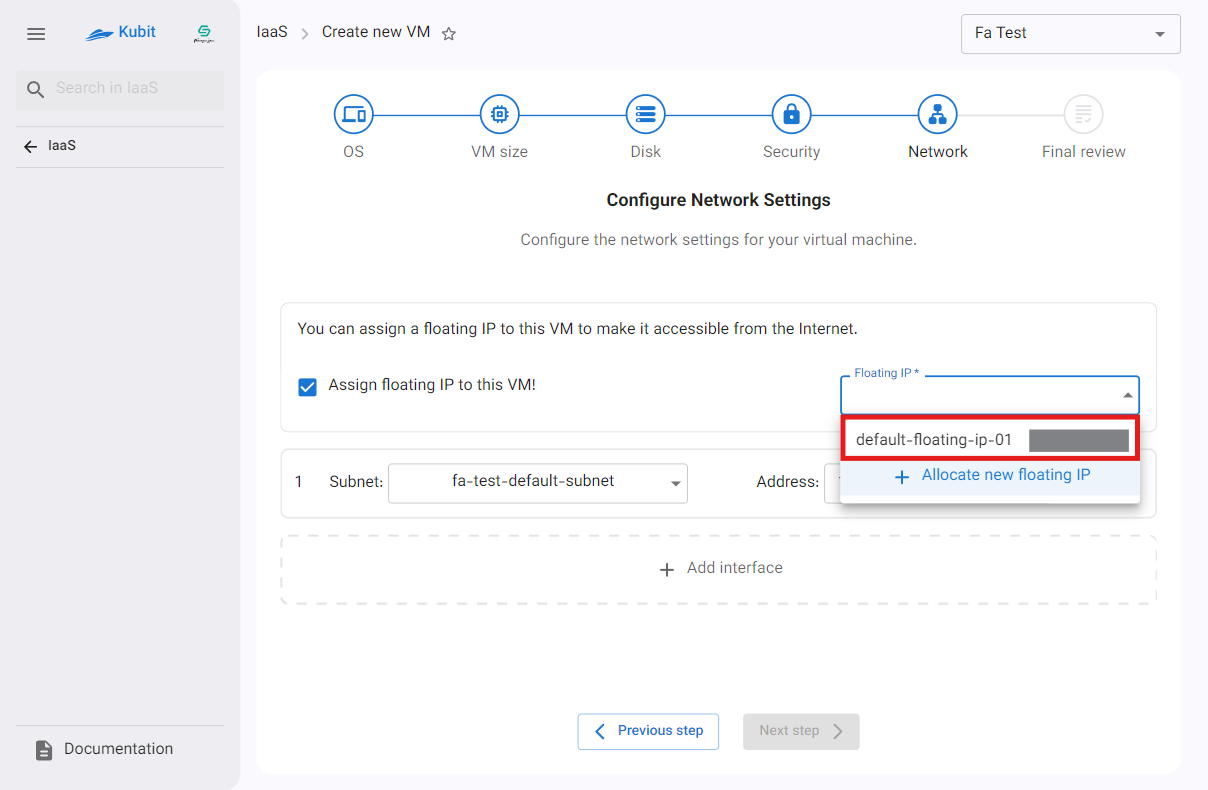 Kubit
IaaS
Create new VM
Fa Test
Search in IaaS
IaaS
OS
VM size
Disk
Security
Network
Final review
Configure Network Settings
Configure the network settings for your virtual machine.
You can assign a floating IP to this VM to make it accessible from the Internet.
Assign floating IP to this VM!
Floating IP *
default-floating-ip-01
+ Allocate new floating IP
1 Subnet: fa-test-default-subnet Address:
+ Add interface
Previous step
Next step
Documentation